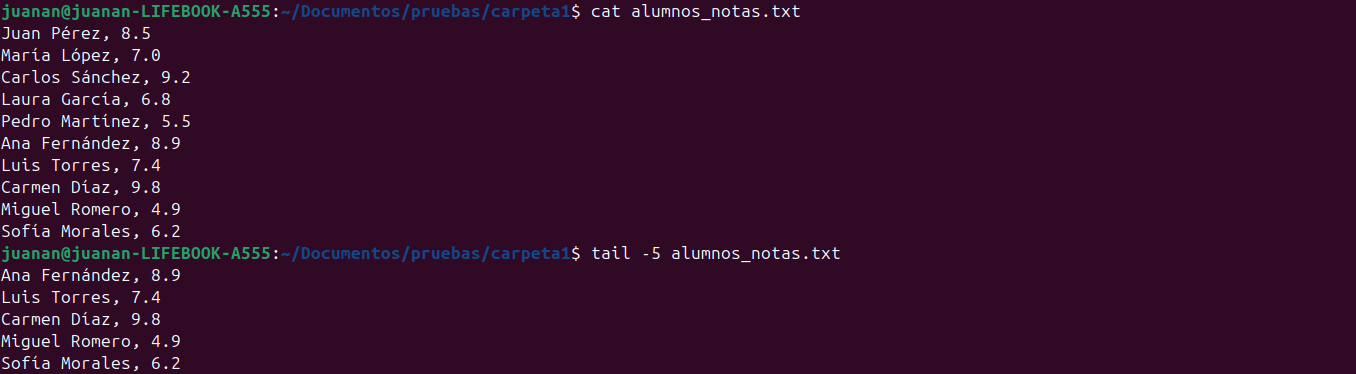 juanan@juanan-LIFEBOOK-A555:~/Documentos/pruebas/carpeta1$ cat alumnos_notas.txt
Juan Pérez, 8.5
María López, 7.0
Carlos Sánchez, 9.2
Laura García, 6.8
Pedro Martínez, 5.5
Ana Fernández, 8.9
Luis Torres, 7.4
Carmen Díaz, 9.8
Miguel Romero, 4.9
Sofía Morales, 6.2
juanan@juanan-LIFEBOOK-A555:~/Documentos/pruebas/carpeta1$ tail -5 alumnos_notas.txt
Ana Fernández, 8.9
Luis Torres, 7.4
Carmen Díaz, 9.8
Miguel Romero, 4.9
Sofía Morales, 6.2